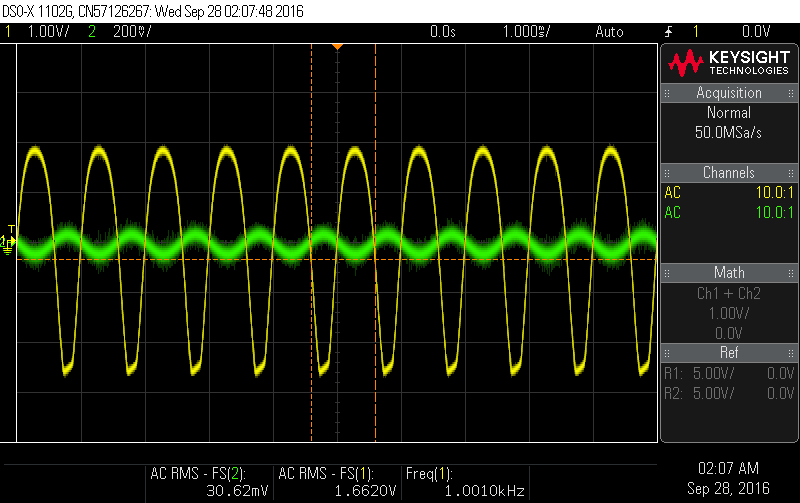 DSO-X 1102G, CN57126267: Wed Sep 28 02:07:48 2016
1 1.00V/ 2 200mV/ 0.0s 1.000ms/ Auto 1 0.0V
KEYSIGHT
TECHNOLOGIES
Acquisition
Normal
50.0MSa/s
Channels
AC 10.0:1
AC 10.0:1
Math
Ch1 + Ch2
1.00V/
0.0V
Ref
R1: 5.00V/ 0.0V
R2: 5.00V/ 0.0V
T
AC RMS - FS(2): AC RMS - FS(1): Freq(1):
30.62mV 1.6620V 1.0010kHz
02:07 AM
Sep 28, 2016